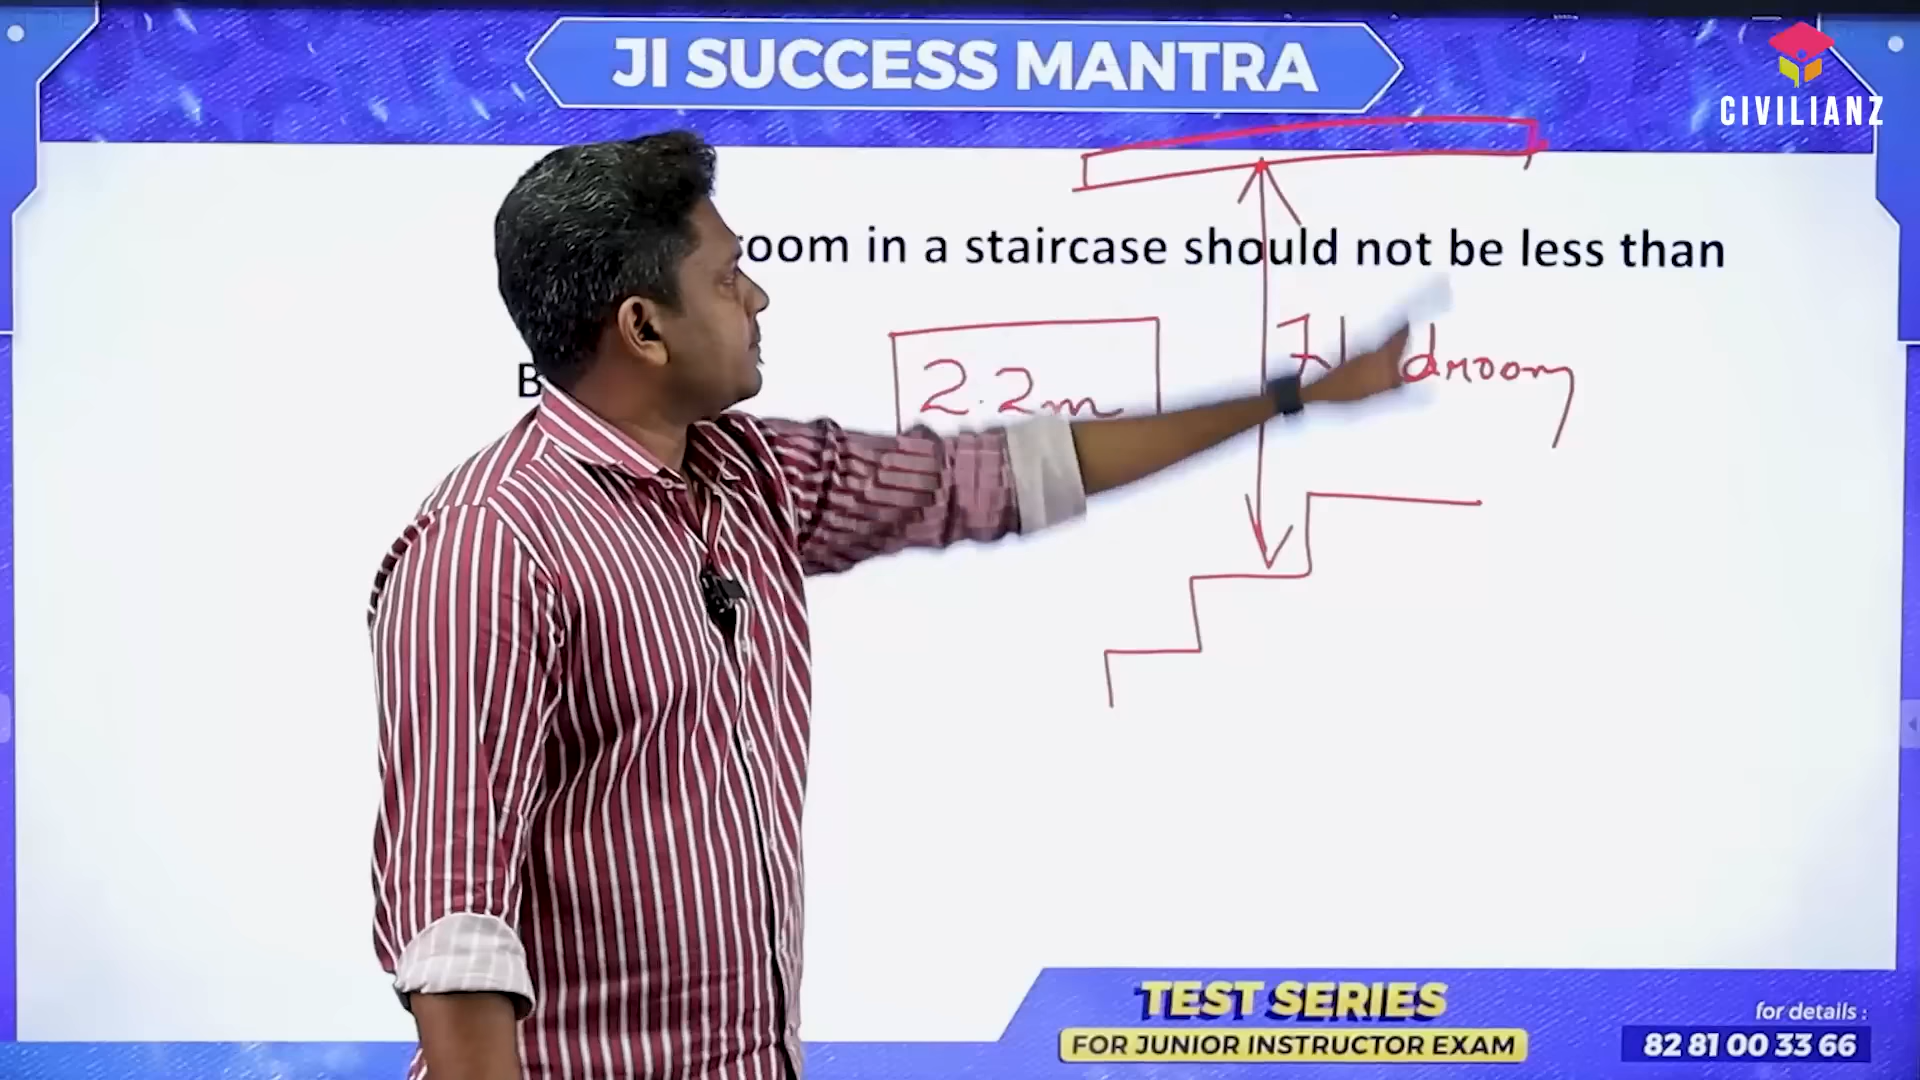 JI SUCCESS MANTRA
CIVILIANZ
room in a staircase should not be less than
B
2.2m
droom
TEST SERIES
FOR JUNIOR INSTRUCTOR EXAM
for details :
82 81 00 33 66